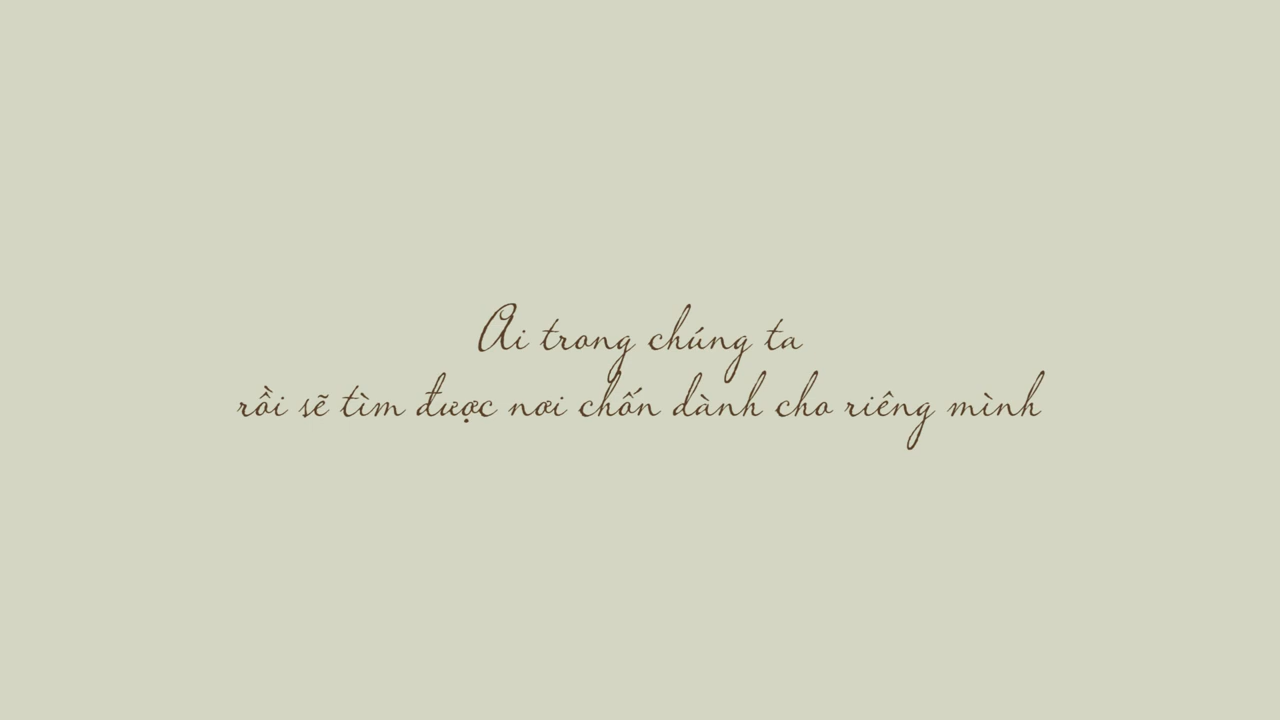 Ai trong chúng ta
rồi sẽ tìm được nơi chốn dành cho riêng mình